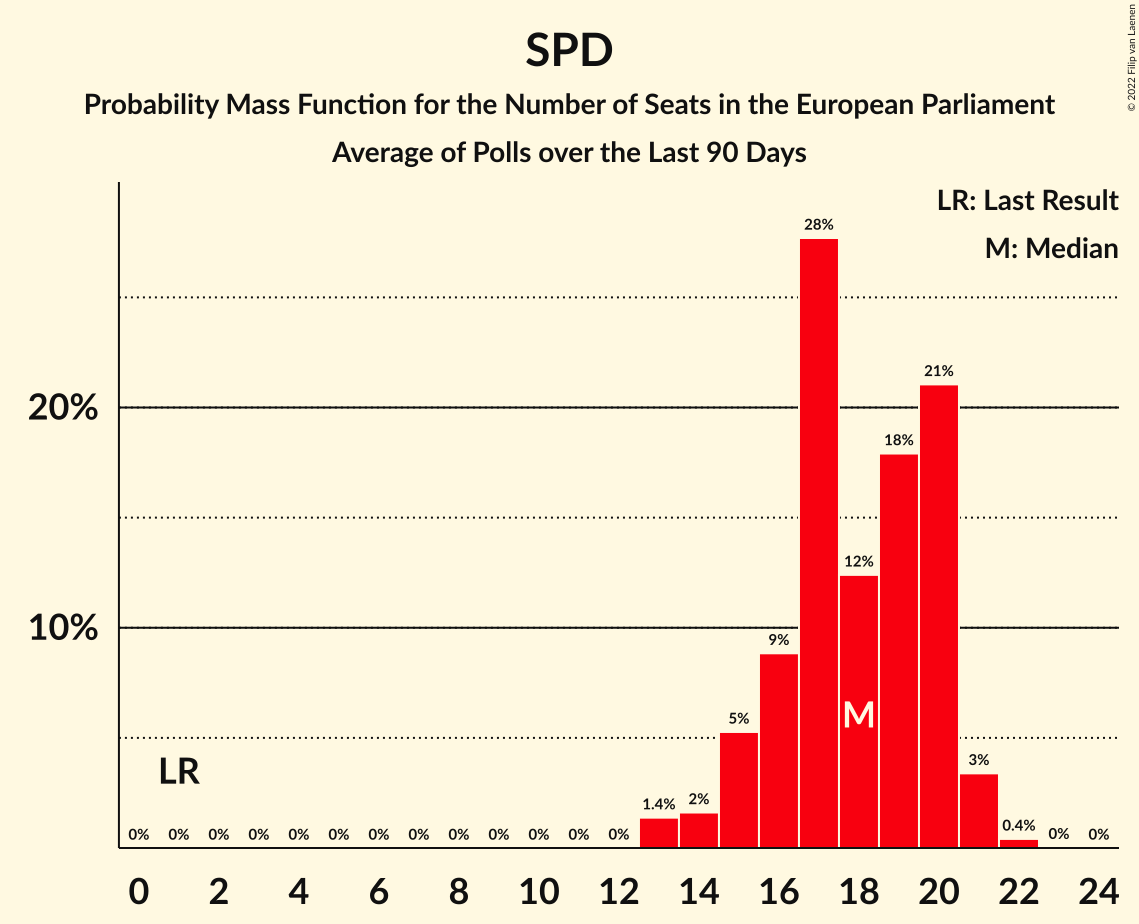 SPD
Probability Mass Function for the Number of Seats in the European Parliament
Average of Polls over the Last 90 Days
© 2022 Filip van Laenen
LR: Last Result
M: Median
28%
21%
20%
18%
12%
10%
9%
M
5%
LR
3%
1.4% 2%
0.4%
0% 0% 0% 0% 0% 0% 0% 0% 0% 0% 0% 0% 0% 0% 0%
0 2 4 6 8 10 12 14 16 18 20 22 24